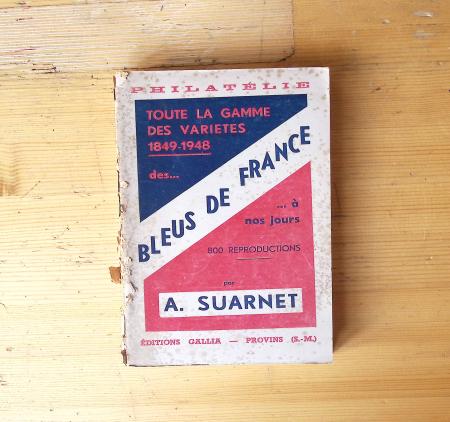 PHILATÉLIE
TOUTE LA GAMME
DES VARIETES
1849-1948
des...
BLEUS DE FRANCE
... à
nos jours
800 REPRODUCTIONS
par
A. SUARNET
ÉDITIONS GALLIA — PROVINS (S.-M.)